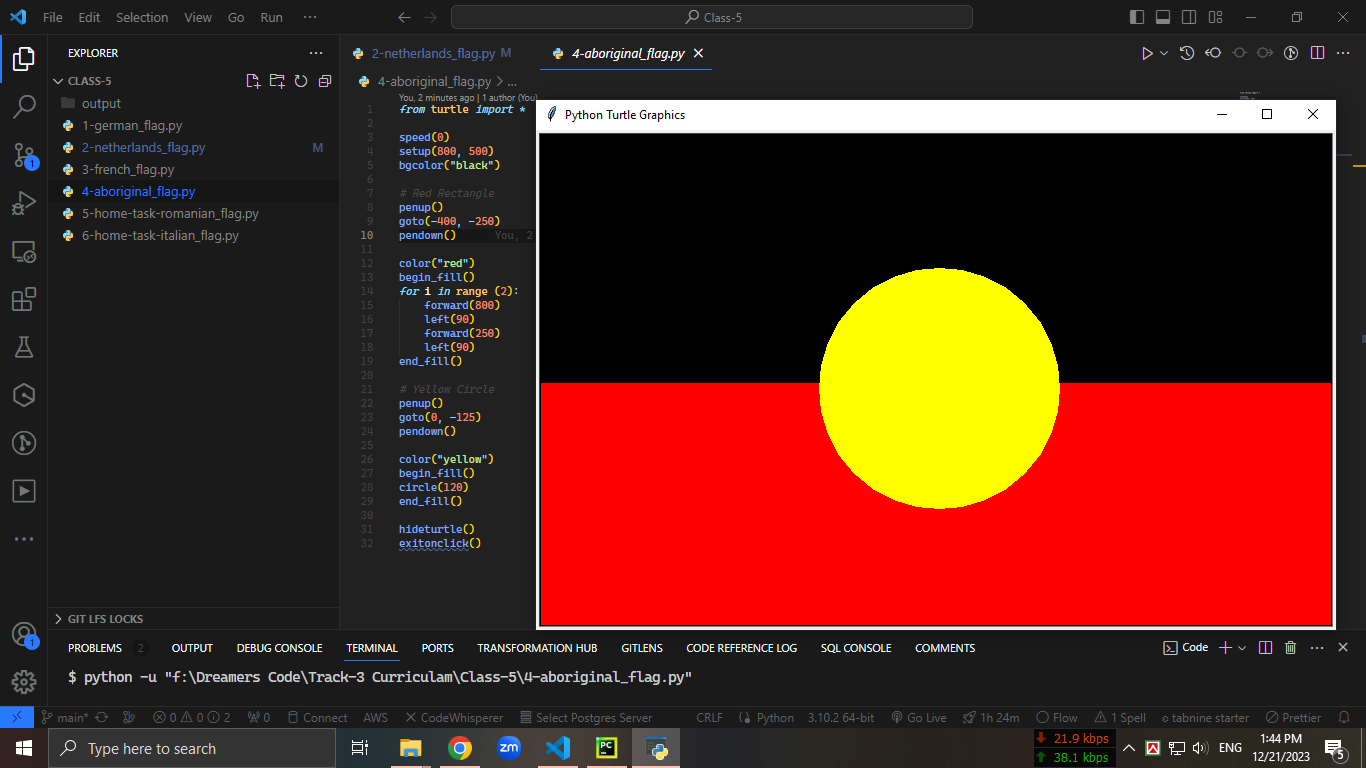 File Edit Selection View Go Run ··· Class-5
EXPLORER
CLASS-5
output
1-german_flag.py
2-netherlands_flag.py M
3-french_flag.py
4-aboriginal_flag.py
5-home-task-romanian_flag.py
6-home-task-italian_flag.py
GIT LFS LOCKS
2-netherlands_flag.py M 4-aboriginal_flag.py
4-aboriginal_flag.py > ...
You, 2 minutes ago | 1 author (You)
1 from turtle import *
2
3 speed(0)
4 setup(800, 500)
5 bgcolor("black")
6
7 # Red Rectangle
8 penup()
9 goto(-400, -250)
10 pendown() You, 2
11
12 color("red")
13 begin_fill()
14 for i in range (2):
15 forward(800)
16 left(90)
17 forward(250)
18 left(90)
19 end_fill()
20
21 # Yellow Circle
22 penup()
23 goto(0, -125)
24 pendown()
25
26 color("yellow")
27 begin_fill()
28 circle(120)
29 end_fill()
30
31 hideturtle()
32 exitonclick()
Python Turtle Graphics
1
1
PROBLEMS 2 OUTPUT DEBUG CONSOLE TERMINAL PORTS TRANSFORMATION HUB GITLENS CODE REFERENCE LOG SQL CONSOLE COMMENTS Code
$ python -u "f:\Dreamers Code\Track-3 Curriculam\Class-5\4-aboriginal_flag.py"
main* 0 0 2 0 Connect AWS CodeWhisperer Select Postgres Server CRLF Python 3.10.2 64-bit Go Live 1h 24m Flow 1 Spell tabnine starter Prettier
Type here to search zm PC 21.9 kbps 38.1 kbps ENG 1:44 PM 12/21/2023 5